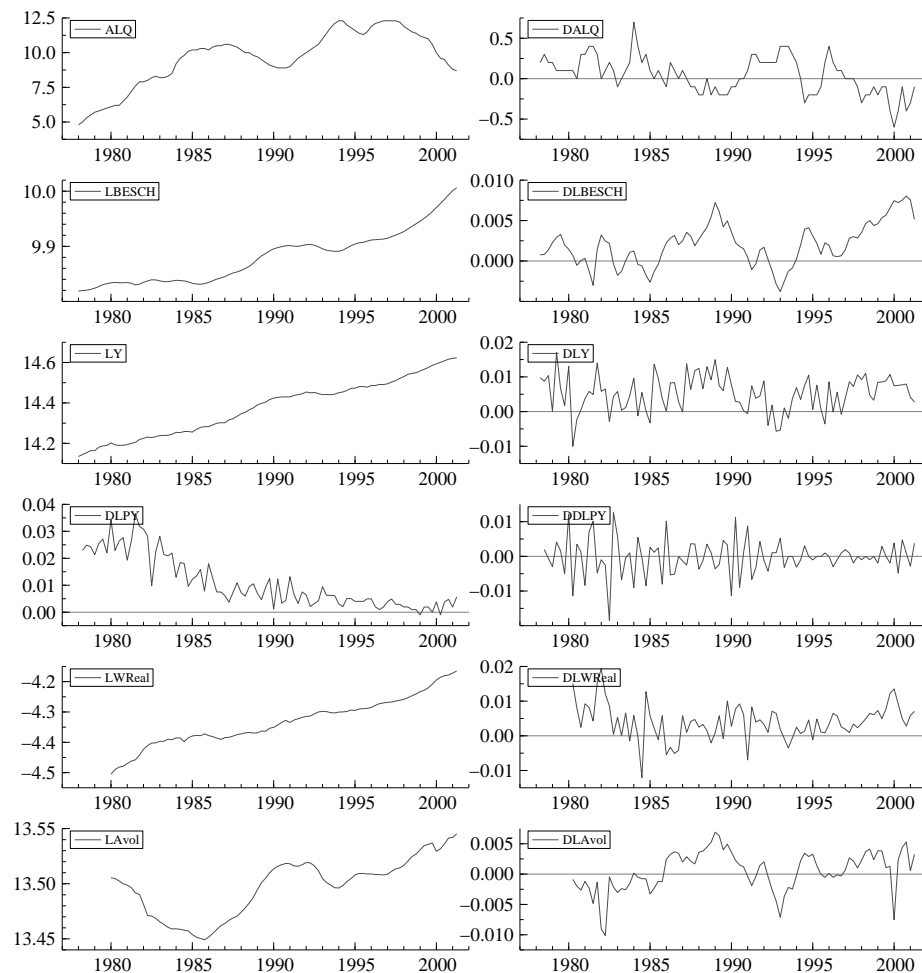 12.5
ALQ
10.0
7.5
5.0
1980 1985 1990 1995 2000
DALQ
0.5
0.0
−0.5
1980 1985 1990 1995 2000
10.0
LBESCH
9.9
1980 1985 1990 1995 2000
0.010
DLBESCH
0.005
0.000
1980 1985 1990 1995 2000
LY
14.6
14.4
14.2
1980 1985 1990 1995 2000
0.02
DLY
0.01
0.00
−0.01
1980 1985 1990 1995 2000
0.04
DLPY
0.03
0.02
0.01
0.00
1980 1985 1990 1995 2000
DDLPY
0.01
0.00
−0.01
1980 1985 1990 1995 2000
LWReal
−4.2
−4.3
−4.4
−4.5
1980 1985 1990 1995 2000
0.02
DLWReal
0.01
0.00
−0.01
1980 1985 1990 1995 2000
13.55
LAvol
13.50
13.45
1980 1985 1990 1995 2000
DLAvol
0.005
0.000
−0.005
−0.010
1980 1985 1990 1995 2000